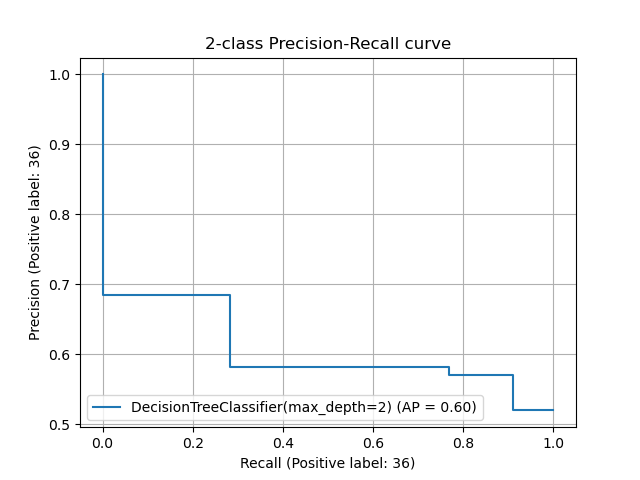 2-class Precision-Recall curve
1.0
0.9
0.8
0.7
0.6
0.5
Precision (Positive label: 36)
DecisionTreeClassifier(max_depth=2) (AP = 0.60)
0.0 0.2 0.4 0.6 0.8 1.0
Recall (Positive label: 36)